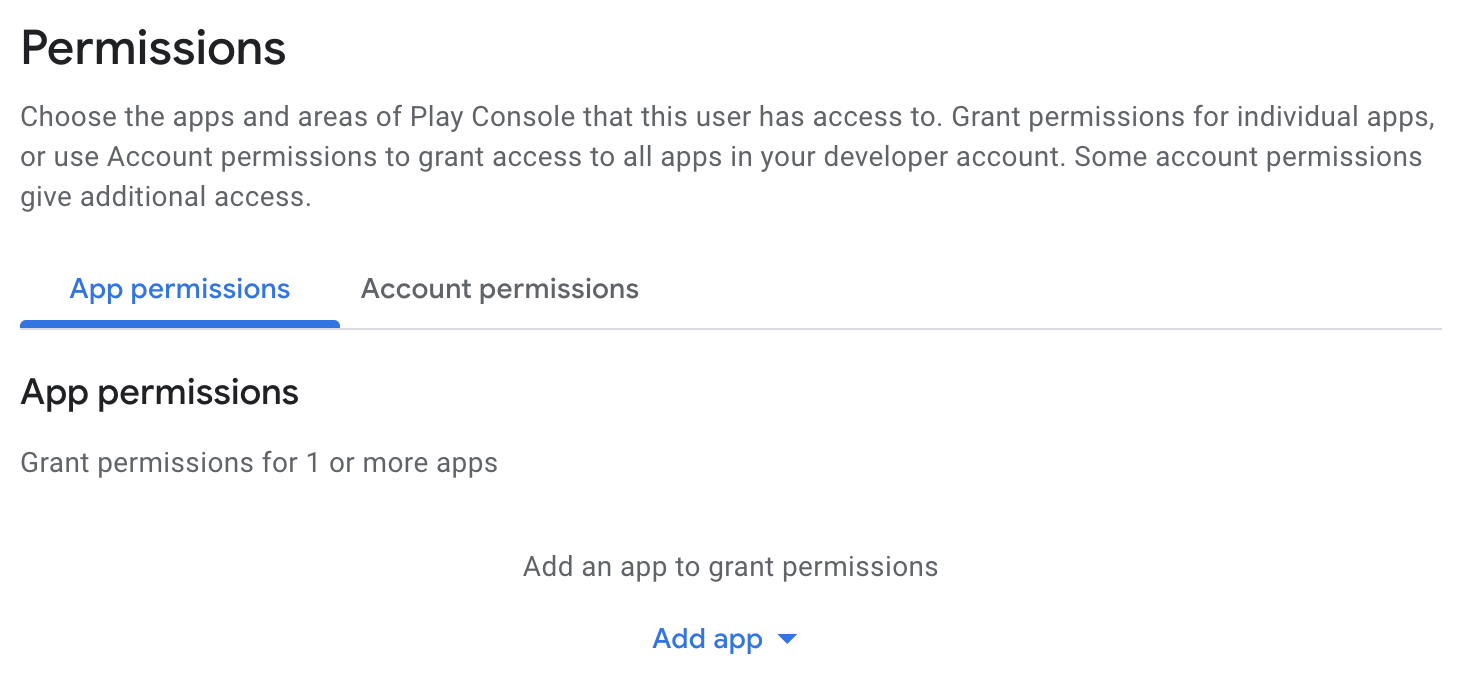 Permissions
Choose the apps and areas of Play Console that this user has access to. Grant permissions for individual apps,
or use Account permissions to grant access to all apps in your developer account. Some account permissions
give additional access.
App permissions
Account permissions
App permissions
Grant permissions for 1 or more apps
Add an app to grant permissions
Add app